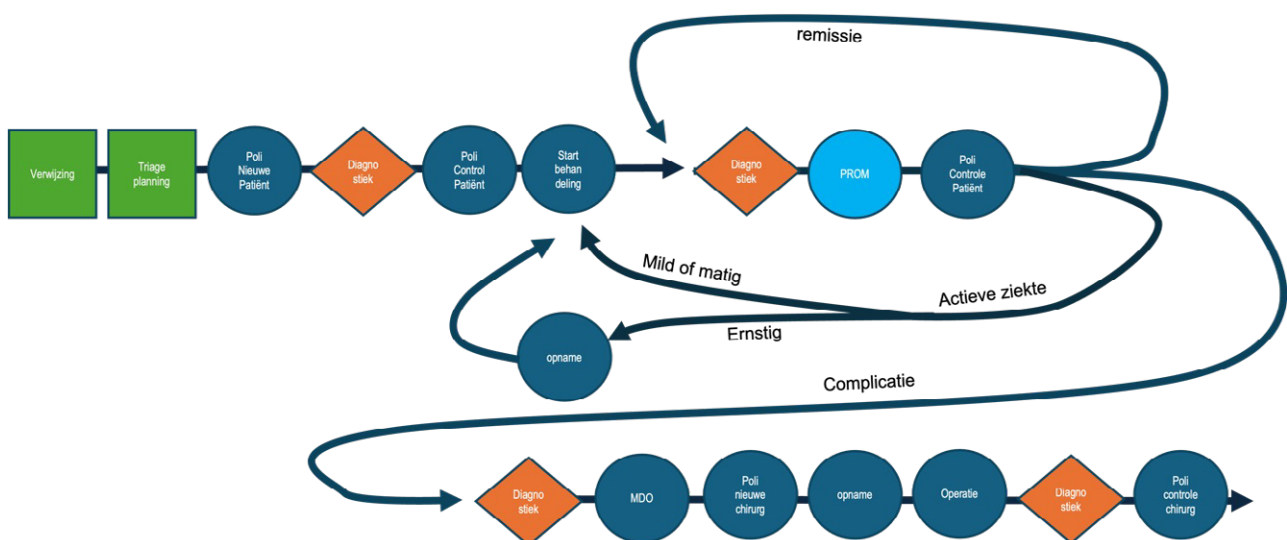 remissie
Verwijzing
Triage
planning
Poli
Nieuwe
Patiënt
Diagno
stiek
Poli
Control
Patiënt
Start
behan
deling
Diagno
stiek
PROM
Poli
Controle
Patiënt
Mild of matig
Actieve ziekte
Ernstig
opname
Complicatie
Diagno
stiek
MDO
Poli
nieuwe
chirurg
opname
Operatie
Diagno
stiek
Poli
controle
chirurg